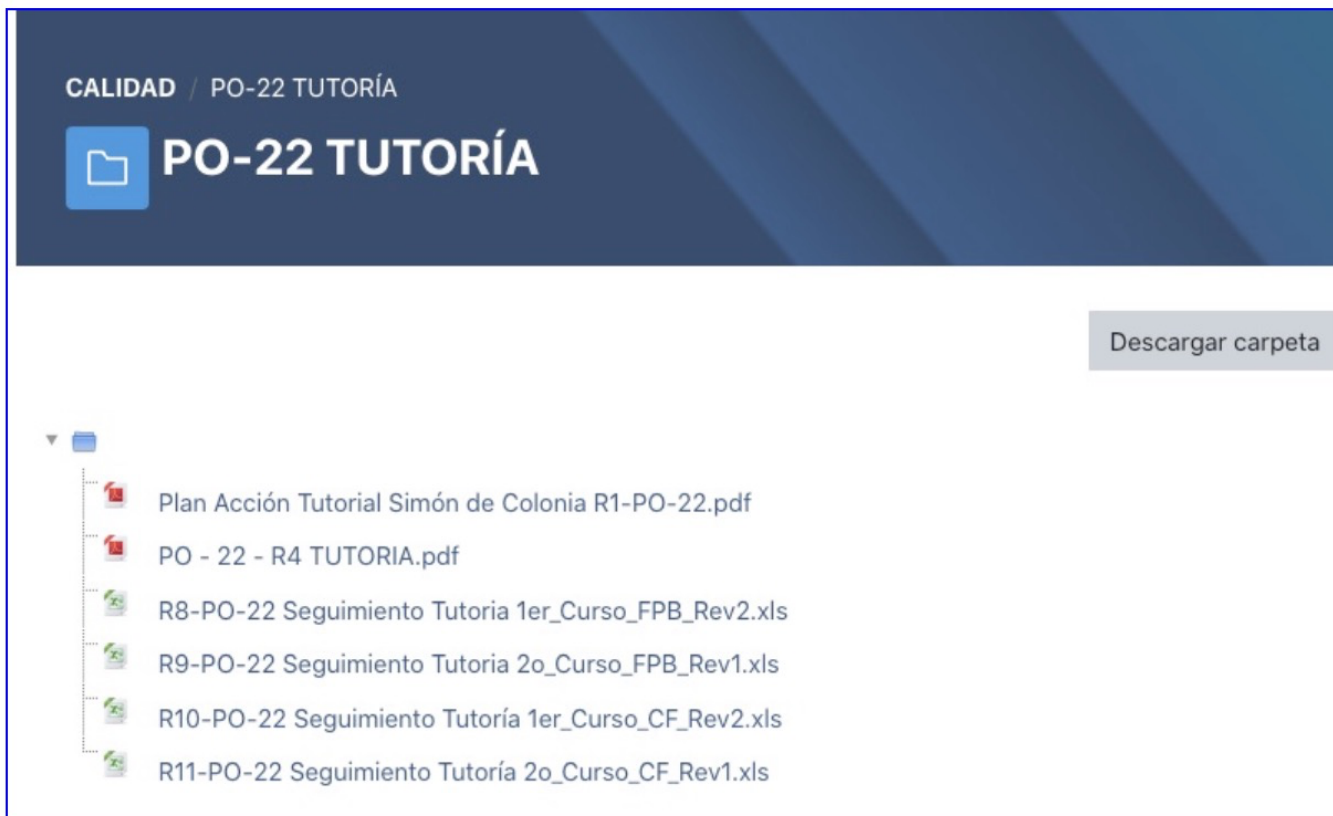 CALIDAD / PO-22 TUTORÍA
PO-22 TUTORÍA
Descargar carpeta
Plan Acción Tutorial Simón de Colonia R1-PO-22.pdf
PO - 22 - R4 TUTORIA.pdf
R8-PO-22 Seguimiento Tutoria 1er_Curso_FPB_Rev2.xls
R9-PO-22 Seguimiento Tutoria 2o_Curso_FPB_Rev1.xls
R10-PO-22 Seguimiento Tutoría 1er_Curso_CF_Rev2.xls
R11-PO-22 Seguimiento Tutoría 2o_Curso_CF_Rev1.xls